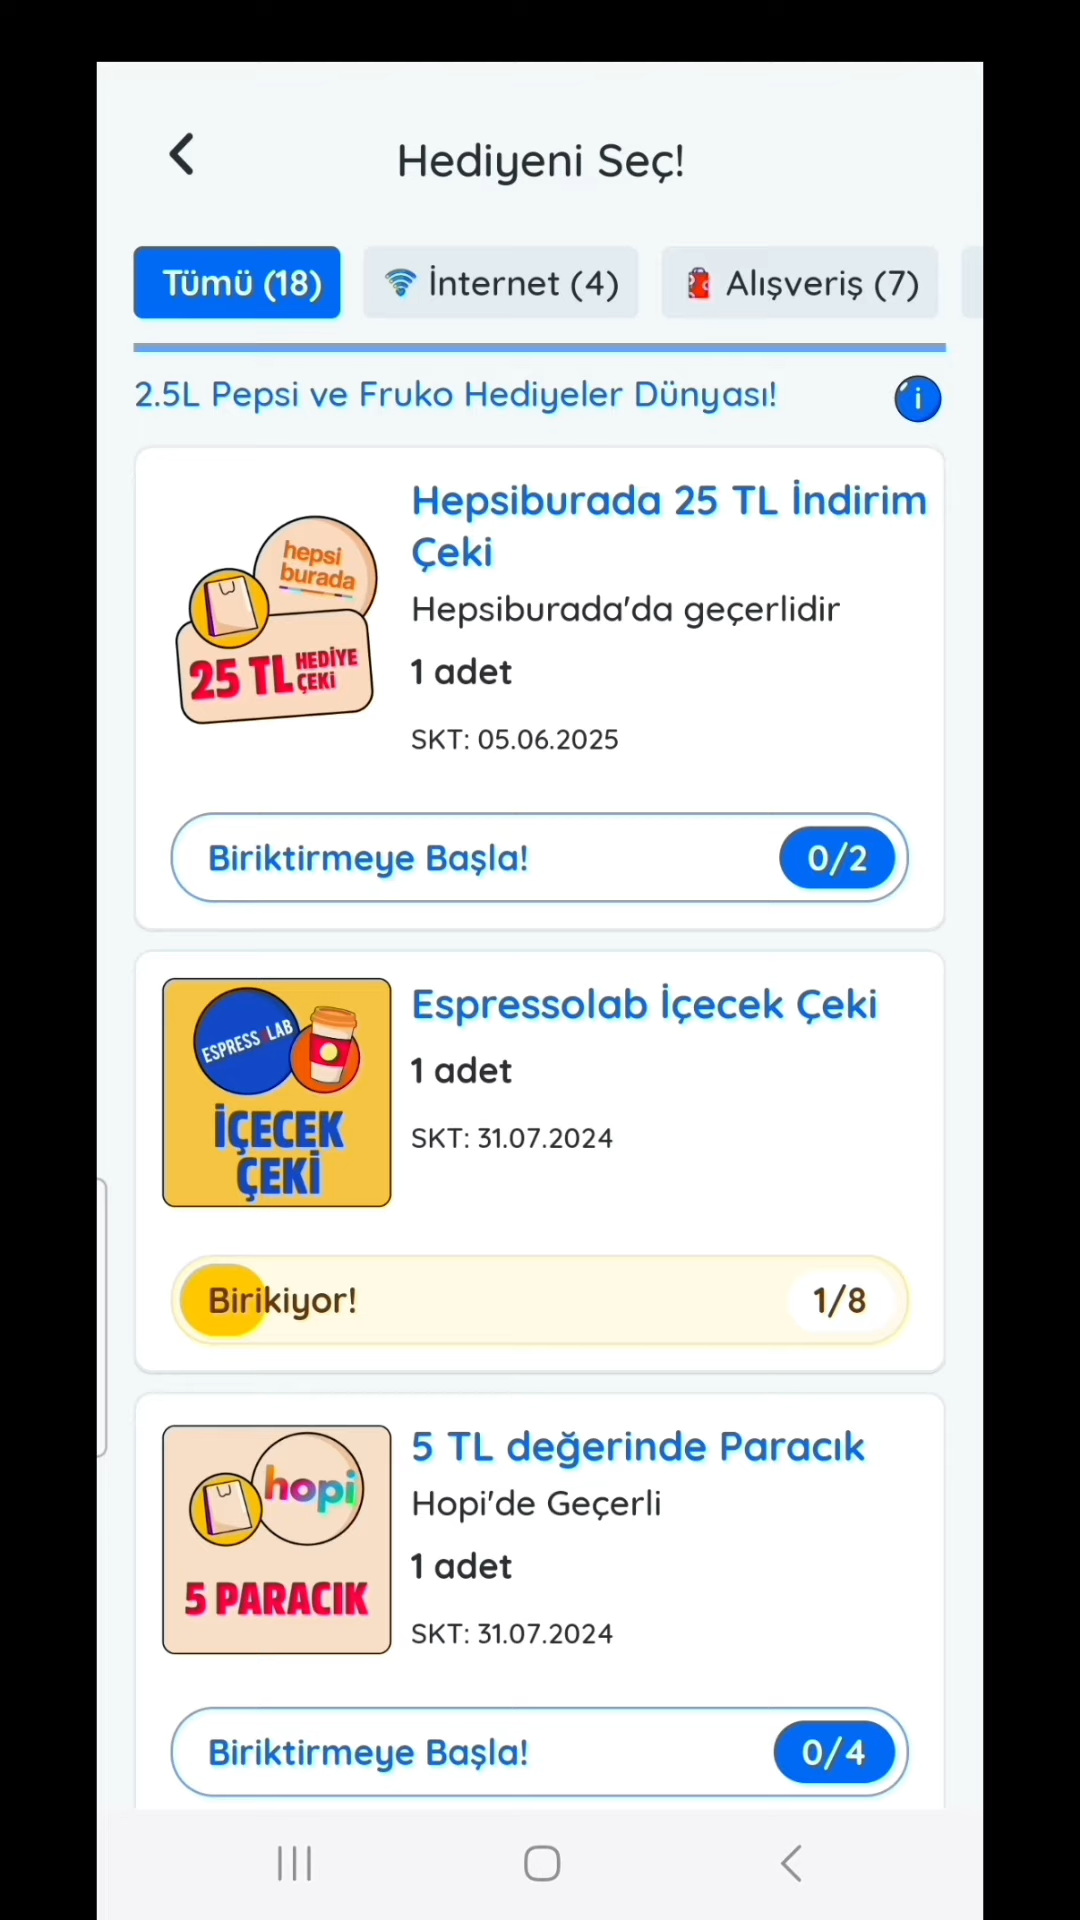 Hediyeni Seç!
Tümü (18)
İnternet (4)
Alışveriş (7)
2.5L Pepsi ve Fruko Hediyeler Dünyası!
i
hepsi
burada
25 TL HEDİYE
ÇEKİ
Hepsiburada 25 TL İndirim
Çeki
Hepsiburada'da geçerlidir
1 adet
SKT: 05.06.2025
Biriktirmeye Başla!
0/2
ESPRESSOLAB
İÇECEK
ÇEKİ
Espressolab İçecek Çeki
1 adet
SKT: 31.07.2024
Birikiyor!
1/8
hopi
5 PARACIK
5 TL değerinde Paracık
Hopi'de Geçerli
1 adet
SKT: 31.07.2024
Biriktirmeye Başla!
0/4